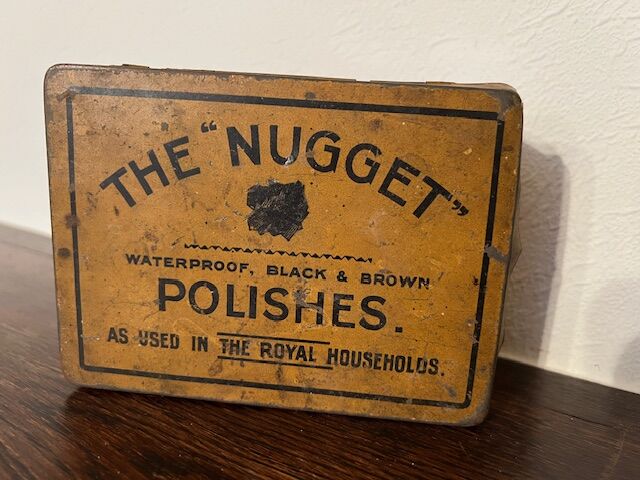 THE "NUGGET"
WATERPROOF, BLACK & BROWN
POLISHES.
AS USED IN THE ROYAL HOUSEHOLDS.